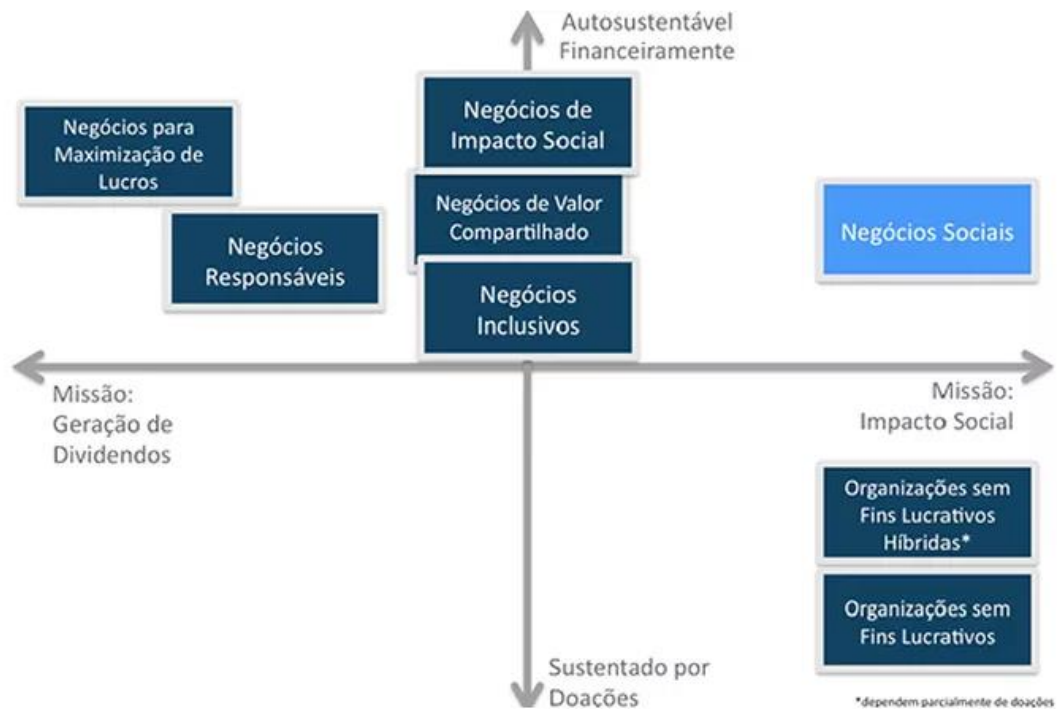 Autosustentável
Financeiramente
Negócios para
Maximização de
Lucros
Negócios de
Impacto Social
Negócios
Responsáveis
Negócios de Valor
Compartilhado
Negócios Sociais
Negócios
Inclusivos
Missão:
Geração de
Dividendos
Missão:
Impacto Social
Organizações sem
Fins Lucrativos
Híbridas*
Organizações sem
Fins Lucrativos
Sustentado por
Doações
*dependem parcialmente de doações